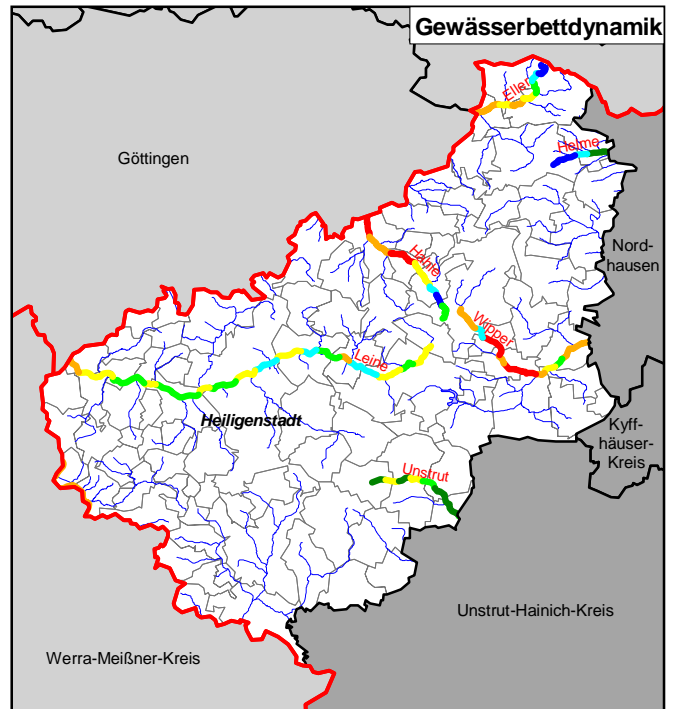 Gewässerbettdynamik
Eller
Göttingen
Helme
Nord-
hausen
Hahle
Wipper
Leine
Heiligenstadt
Kyff-
häuser-
Kreis
Unstrut
Unstrut-Hainich-Kreis
Werra-Meißner-Kreis